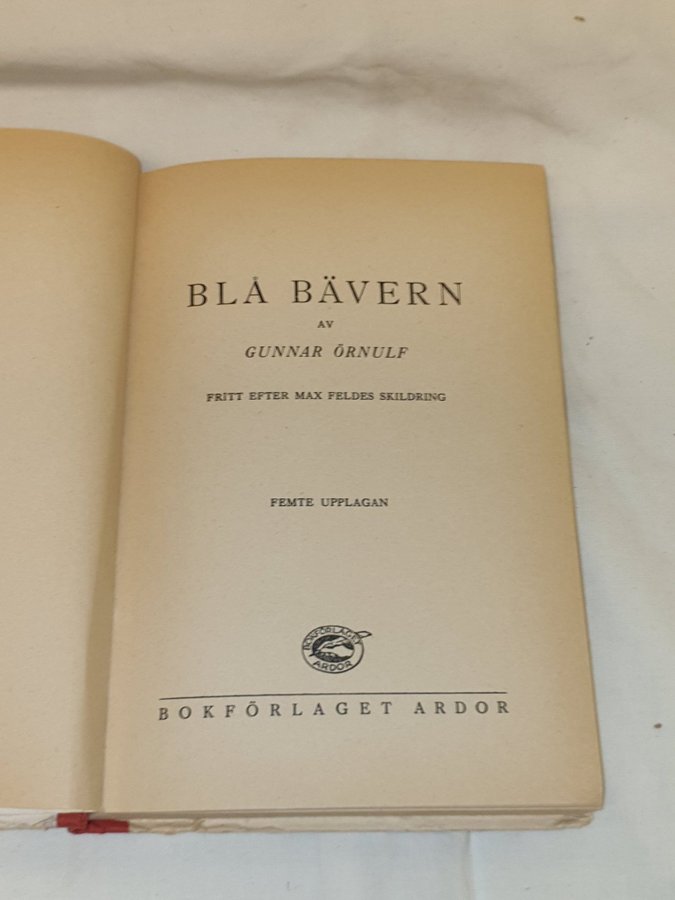 BLÅ BÄVERN
AV
GUNNAR ÖRNULF
FRITT EFTER MAX FELDES SKILDRING
FEMTE UPPLAGAN
BOKFÖRLAGET
ARDOR
BOKFÖRLAGET ARDOR